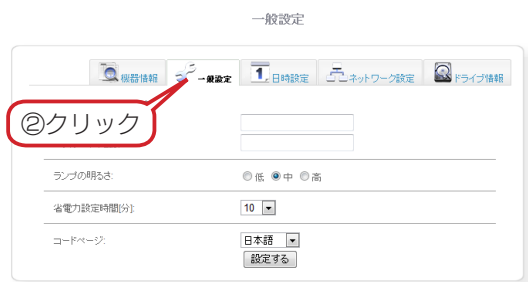 一般設定
機器情報 一般設定 日時設定 ネットワーク設定 ドライブ情報
②クリック
ランプの明るさ: 低 中 高
省電力設定時間[分]: 10
コードページ: 日本語
設定する